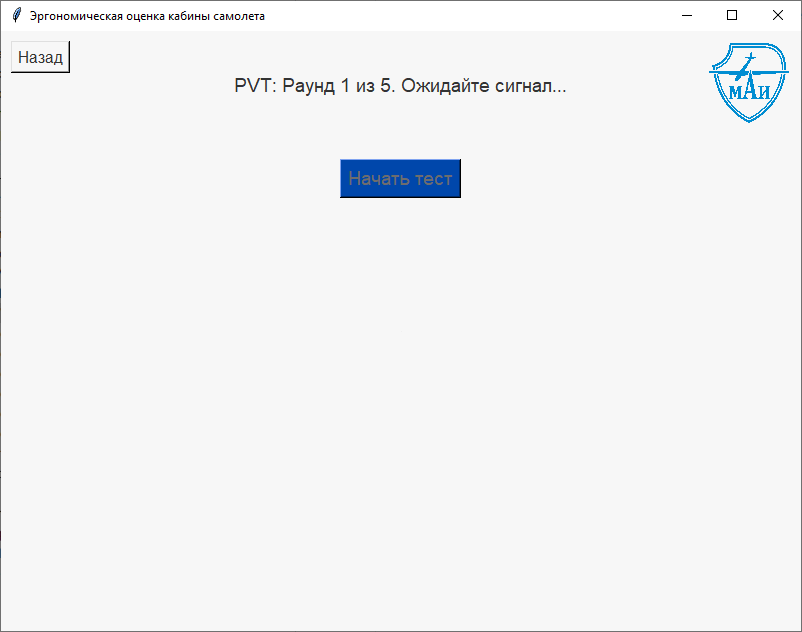 Эргономическая оценка кабины самолета
Назад
PVT: Раунд 1 из 5. Ожидайте сигнал...
МАИ
Начать тест